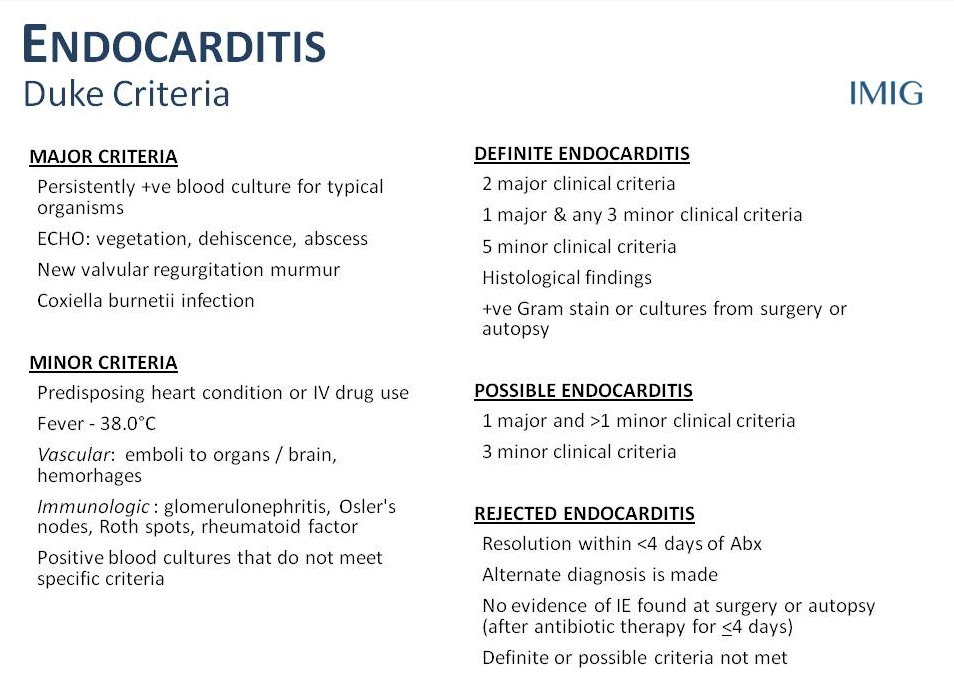 ENDOCARDITIS
Duke Criteria
IMIG
MAJOR CRITERIA
Persistently +ve blood culture for typical
organisms
ECHO: vegetation, dehiscence, abscess
New valvular regurgitation murmur
Coxiella burnetii infection
MINOR CRITERIA
Predisposing heart condition or IV drug use
Fever - 38.0°C
Vascular: emboli to organs / brain,
hemorhages
Immunologic : glomerulonephritis, Osler's
nodes, Roth spots, rheumatoid factor
Positive blood cultures that do not meet
specific criteria
DEFINITE ENDOCARDITIS
2 major clinical criteria
1 major & any 3 minor clinical criteria
5 minor clinical criteria
Histological findings
+ve Gram stain or cultures from surgery or
autopsy
POSSIBLE ENDOCARDITIS
1 major and >1 minor clinical criteria
3 minor clinical criteria
REJECTED ENDOCARDITIS
Resolution within <4 days of Abx
Alternate diagnosis is made
No evidence of IE found at surgery or autopsy
(after antibiotic therapy for ≤4 days)
Definite or possible criteria not met